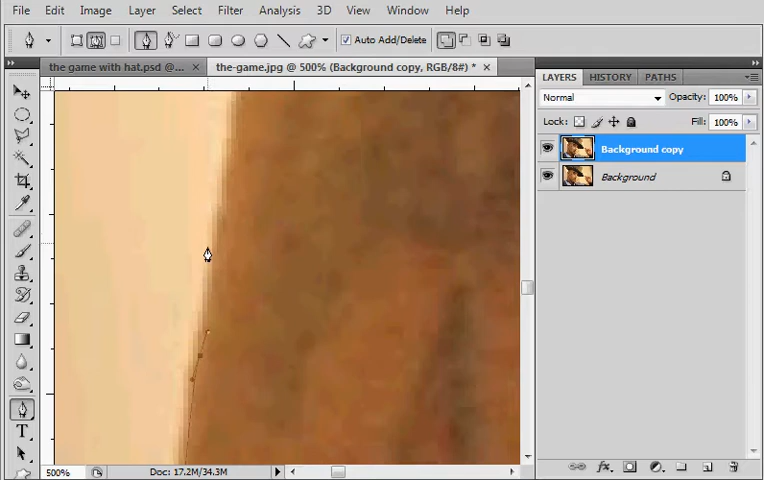 File Edit Image Layer Select Filter Analysis 3D View Window Help
Auto Add/Delete
the game with hat.psd @... × the-game.jpg @ 500% (Background copy, RGB/8#) * ×
LAYERS HISTORY PATHS
Normal Opacity: 100%
Lock: Fill: 100%
Background copy
Background
T
fx
500% Doc: 17.2M/34.3M